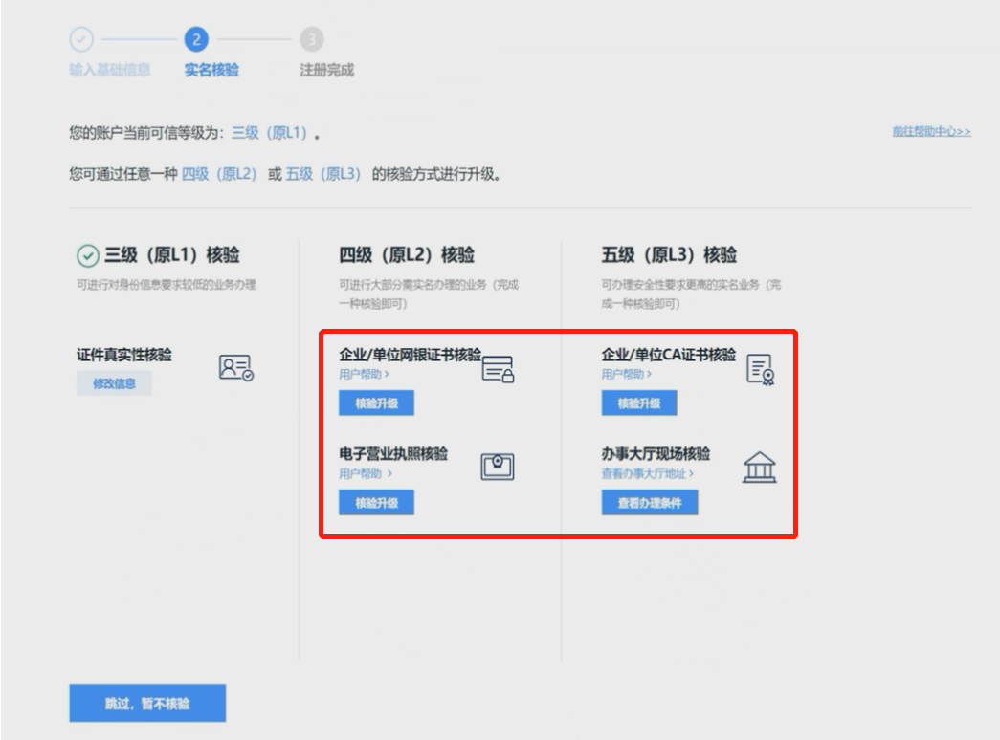 2
3
输入基础信息
实名核验
注册完成
您的账户当前可信等级为：三级（原L1）。
前往帮助中心>>
您可通过任意一种 四级（原L2） 或 五级（原L3） 的核验方式进行升级。
三级（原L1）核验
可进行对身份信息要求较低的业务办理
证件真实性核验
修改信息
四级（原L2）核验
可进行大部分需实名办理的业务（完成
一种核验即可）
企业/单位网银证书核验
用户帮助 >
核验升级
电子营业执照核验
用户帮助 >
核验升级
五级（原L3）核验
可办理安全性要求更高的实名业务（完
成一种核验即可）
企业/单位CA证书核验
用户帮助 >
核验升级
办事大厅现场核验
查看办事大厅地址 >
查看办理条件
跳过，暂不核验